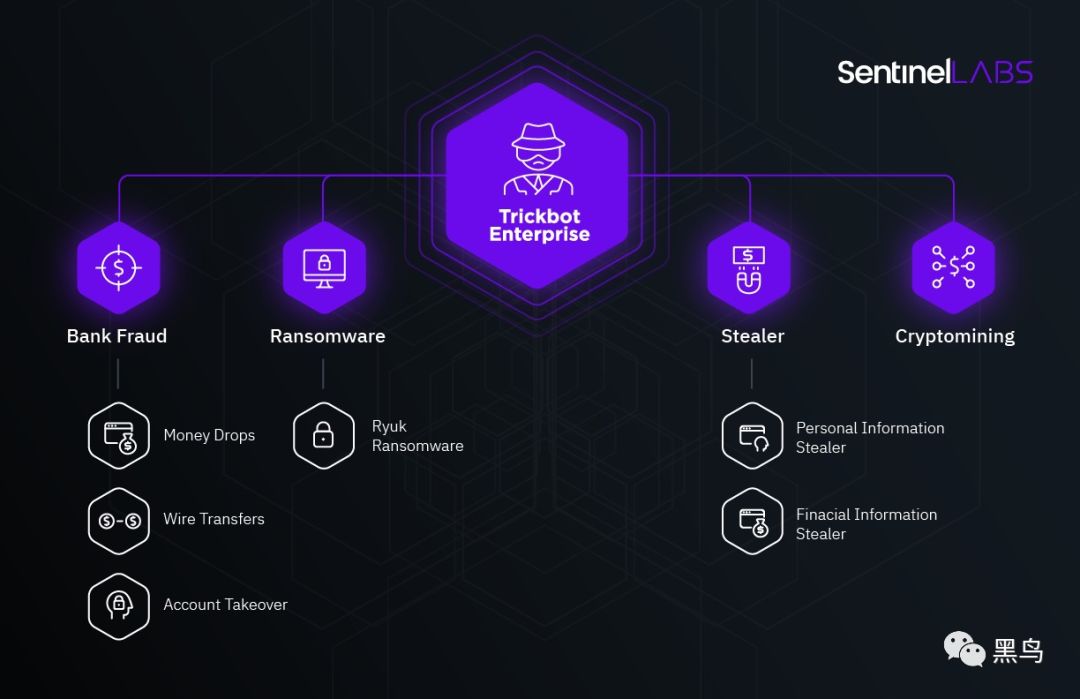 SentinelLABS
Trickbot
Enterprise
Bank Fraud
Ransomware
Stealer
Cryptomining
Money Drops
Wire Transfers
Account Takeover
Ryuk
Ransomware
Personal Information
Stealer
Finacial Information
Stealer
黑鸟